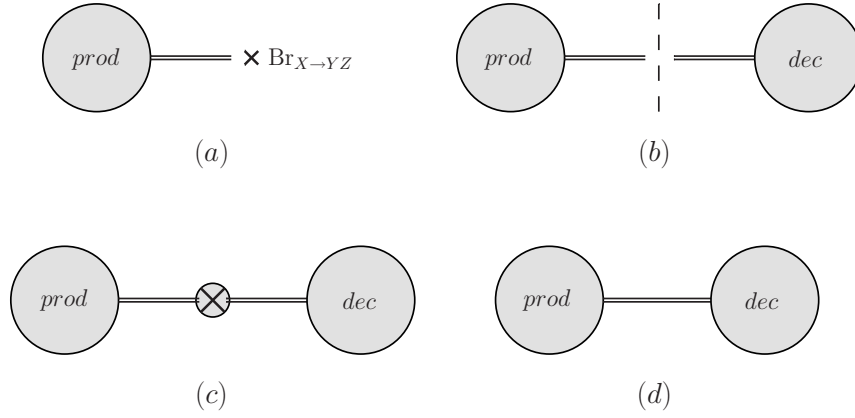 prod × Br_{X→YZ} prod dec
(a) (b)
prod dec prod dec
(c) (d)